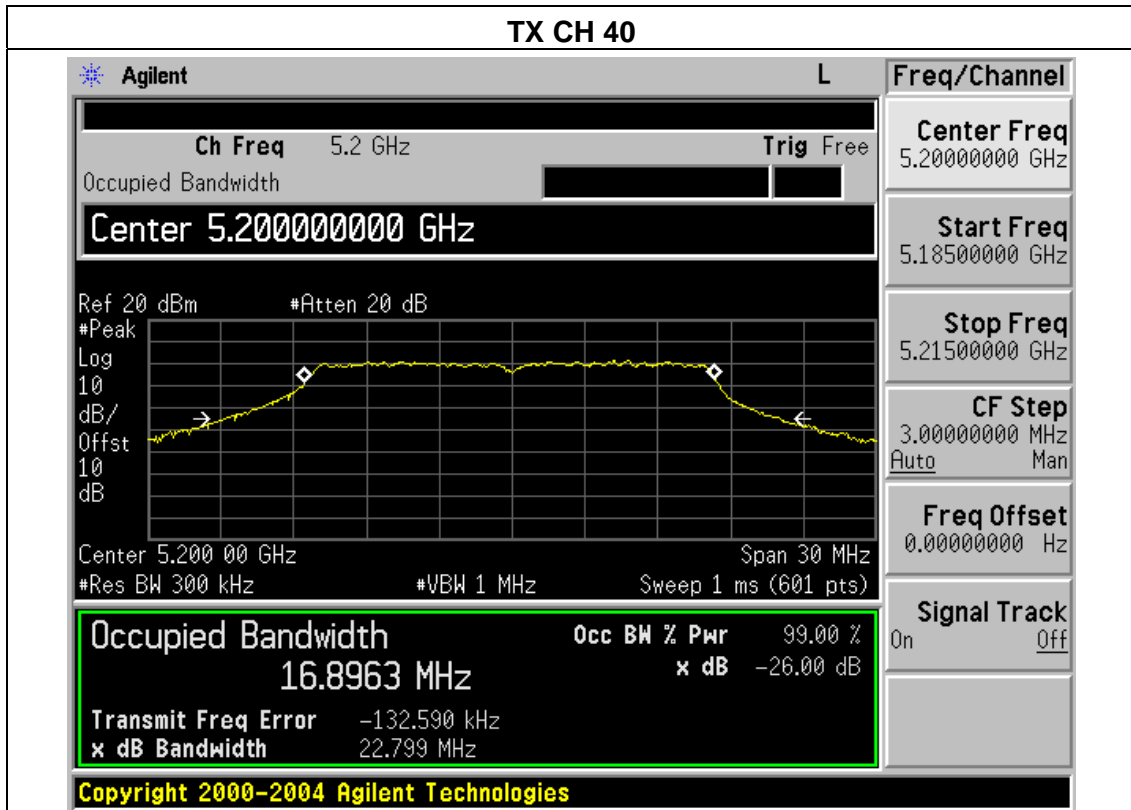 TX CH 40
Agilent L Freq/Channel
Ch Freq 5.2 GHz Trig Free
Occupied Bandwidth
Center 5.200000000 GHz
Ref 20 dBm #Atten 20 dB
#Peak
Log
10
dB/
Offst
10
dB
Center 5.200 00 GHz Span 30 MHz
#Res BW 300 kHz #VBW 1 MHz Sweep 1 ms (601 pts)
Occupied Bandwidth Occ BW % Pwr 99.00 %
16.8963 MHz x dB -26.00 dB
Transmit Freq Error -132.590 kHz
x dB Bandwidth 22.799 MHz
Copyright 2000-2004 Agilent Technologies
Center Freq
5.20000000 GHz
Start Freq
5.18500000 GHz
Stop Freq
5.21500000 GHz
CF Step
3.00000000 MHz
Auto Man
Freq Offset
0.00000000 Hz
Signal Track
On Off